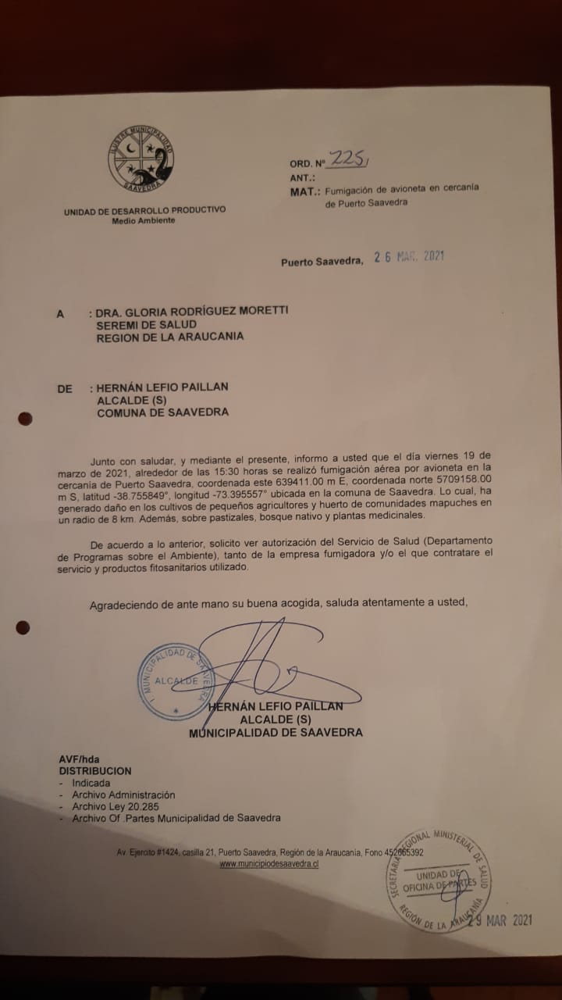 ILUSTRE MUNICIPALIDAD
SAAVEDRA
UNIDAD DE DESARROLLO PRODUCTIVO
Medio Ambiente
ORD. Nº 225,
ANT.:
MAT.: Fumigación de avioneta en cercanía
de Puerto Saavedra
Puerto Saavedra, 26 MAR. 2021
A : DRA. GLORIA RODRÍGUEZ MORETTI
SEREMI DE SALUD
REGION DE LA ARAUCANIA
DE : HERNÁN LEFIO PAILLAN
ALCALDE (S)
COMUNA DE SAAVEDRA
Junto con saludar, y mediante el presente, informo a usted que el día viernes 19 de
marzo de 2021, alrededor de las 15:30 horas se realizó fumigación aérea por avioneta en la
cercanía de Puerto Saavedra, coordenada este 639411.00 m E, coordenada norte 5709158.00
m S, latitud -38.755849°, longitud -73.395557° ubicada en la comuna de Saavedra. Lo cual, ha
generado daño en los cultivos de pequeños agricultores y huerto de comunidades mapuches en
un radio de 8 km. Además, sobre pastizales, bosque nativo y plantas medicinales.
De acuerdo a lo anterior, solicito ver autorización del Servicio de Salud (Departamento
de Programas sobre el Ambiente), tanto de la empresa fumigadora y/o el que contratare el
servicio y productos fitosanitarios utilizado.
Agradeciendo de ante mano su buena acogida, saluda atentamente a usted,
I MUNICIPALIDAD DE SAAVEDRA
ALCALDE
HERNÁN LEFIO PAILLAN
ALCALDE (S)
MUNICIPALIDAD DE SAAVEDRA
AVF/hda
DISTRIBUCION
- Indicada
- Archivo Administración
- Archivo Ley 20.285
- Archivo Of .Partes Municipalidad de Saavedra
Av. Ejercito #1424, casilla 21, Puerto Saavedra, Región de la Araucania, Fono
www.municipiodesaavedra.cl
SECRETARIA REGIONAL MINISTERIAL DE SALUD
UNIDAD DE
OFICINA DE PARTES
REGIÓN DE LA ARAUCANÍA
29 MAR 2021